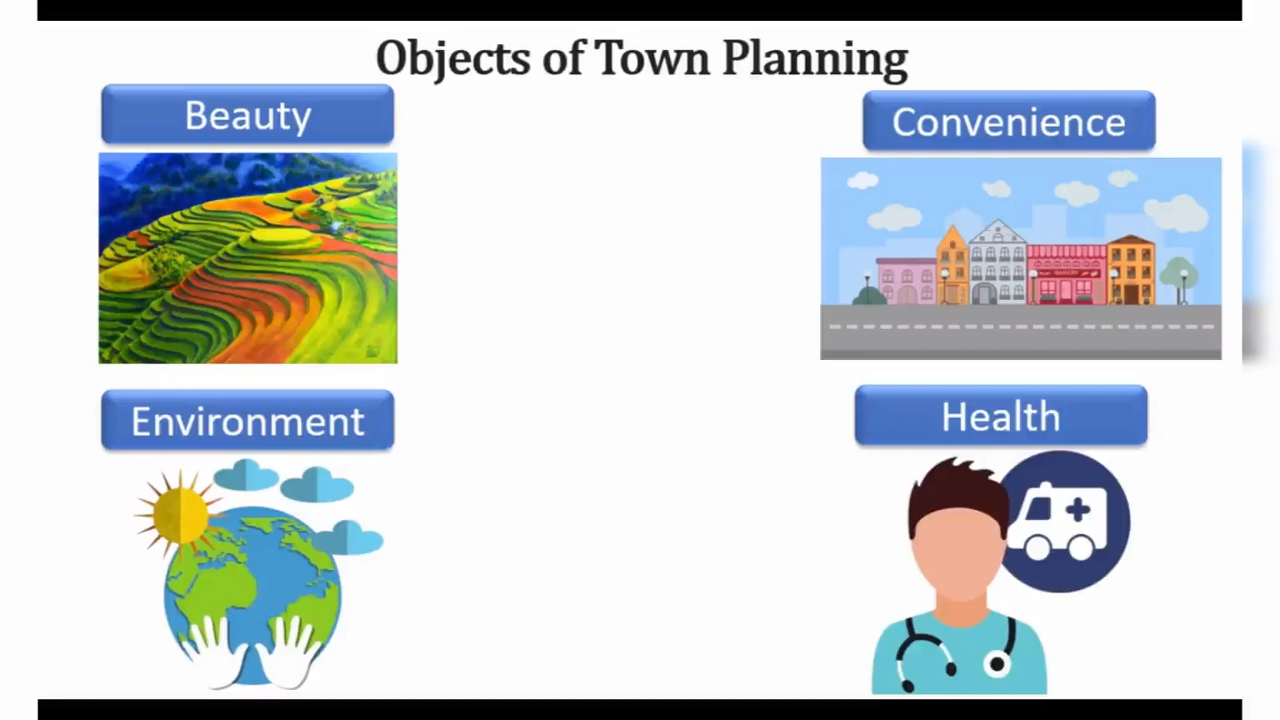 Objects of Town Planning
Beauty
Convenience
Environment
Health